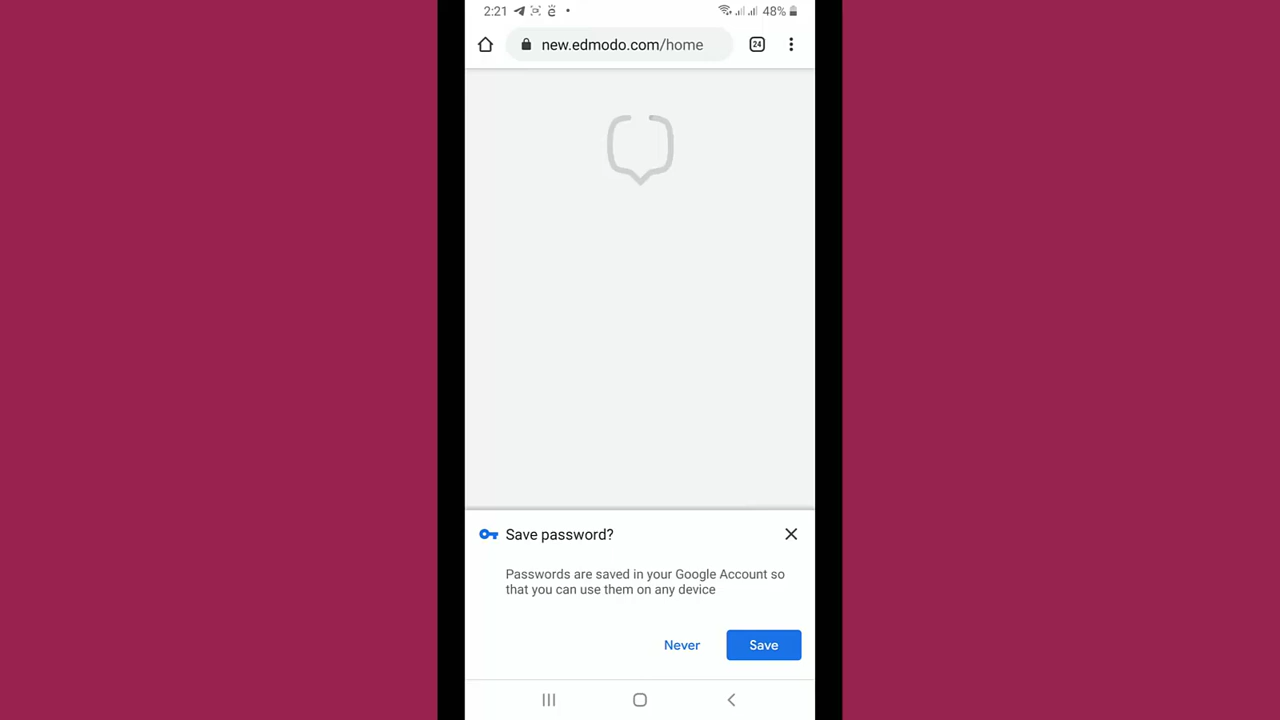 2:21 48%
new.edmodo.com/home 24
Save password?
Passwords are saved in your Google Account so
that you can use them on any device
Never Save